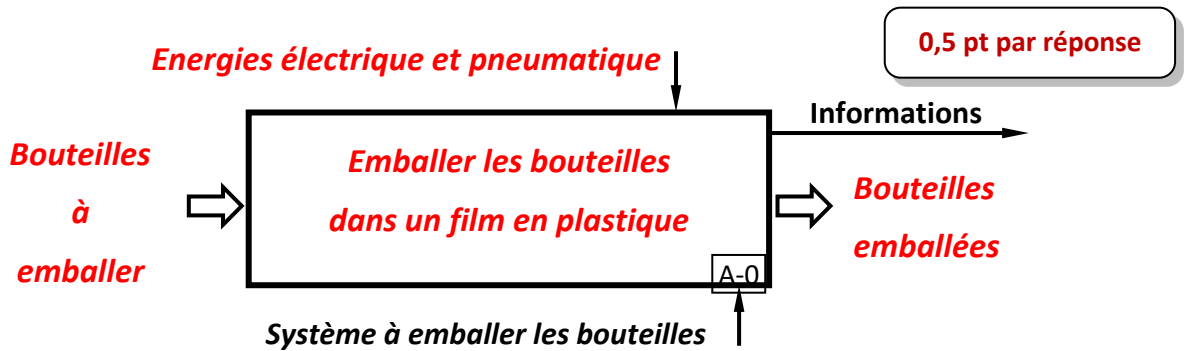 0,5 pt par réponse
Energies électrique et pneumatique
Informations
Bouteilles
à
emballer
Emballer les bouteilles
dans un film en plastique
Bouteilles
emballées
A-0
Système à emballer les bouteilles